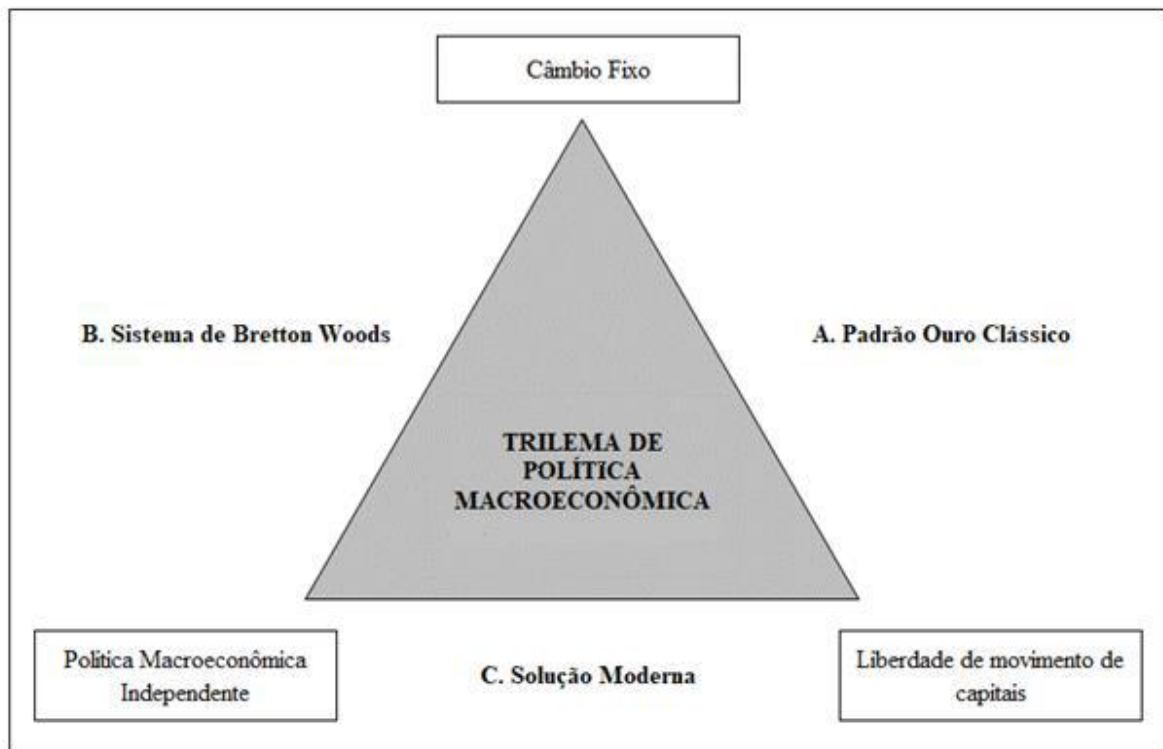 Câmbio Fixo
B. Sistema de Bretton Woods
A. Padrão Ouro Clássico
TRILEMA DE
POLÍTICA
MACROECONÔMICA
Política Macroeconômica
Independente
C. Solução Moderna
Liberdade de movimento de
capitais